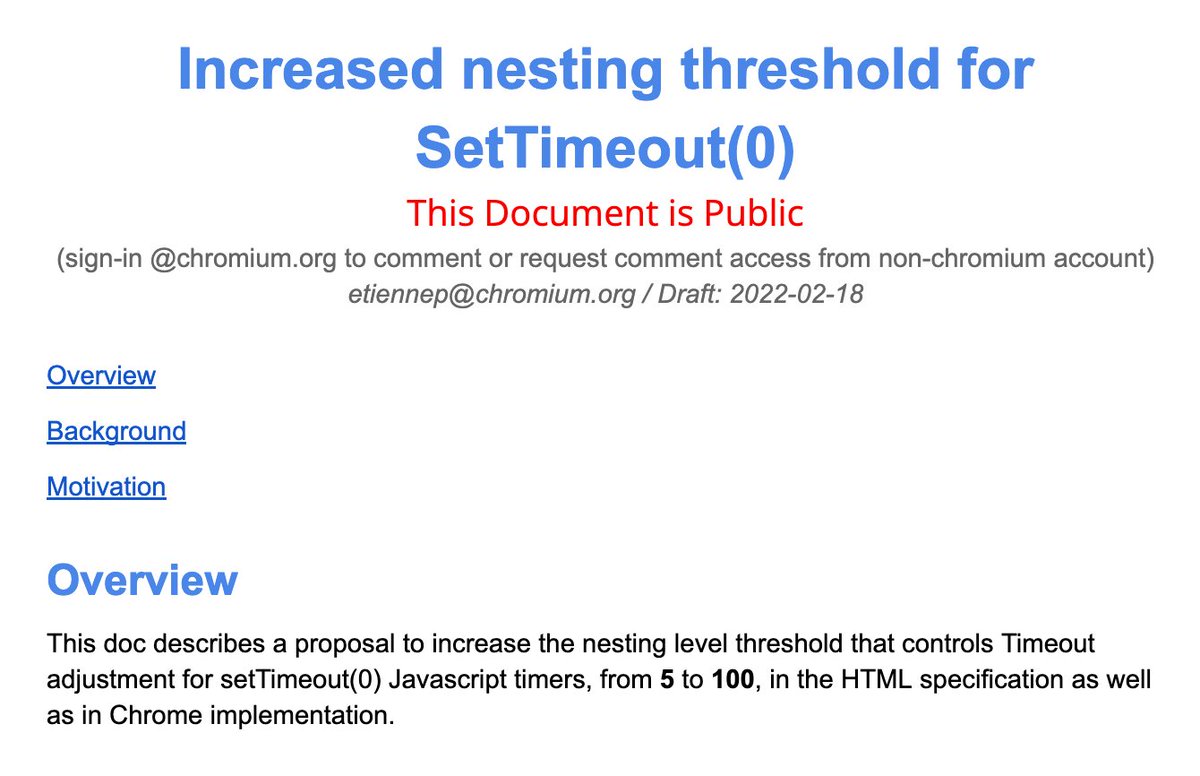 Increased nesting threshold for
SetTimeout(0)
This Document is Public
(sign-in @chromium.org to comment or request comment access from non-chromium account)
etiennep@chromium.org / Draft: 2022-02-18
Overview
Background
Motivation
Overview
This doc describes a proposal to increase the nesting level threshold that controls Timeout
adjustment for setTimeout(0) Javascript timers, from 5 to 100, in the HTML specification as well
as in Chrome implementation.